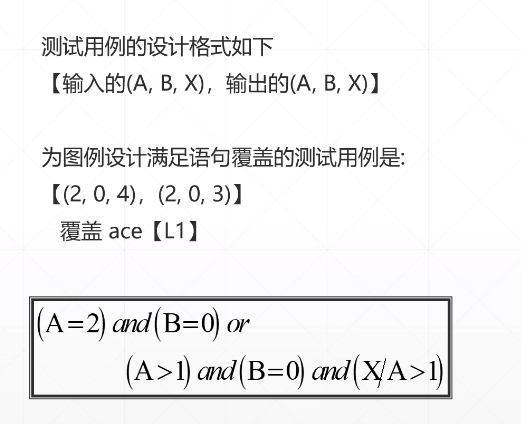 测试用例的设计格式如下
【输入的(A, B, X)，输出的(A, B, X)】
为图例设计满足语句覆盖的测试用例是:
【(2, 0, 4)，(2, 0, 3)】
覆盖 ace【L1】
(A=2) and (B=0) or
(A>1) and (B=0) and (X/A>1)